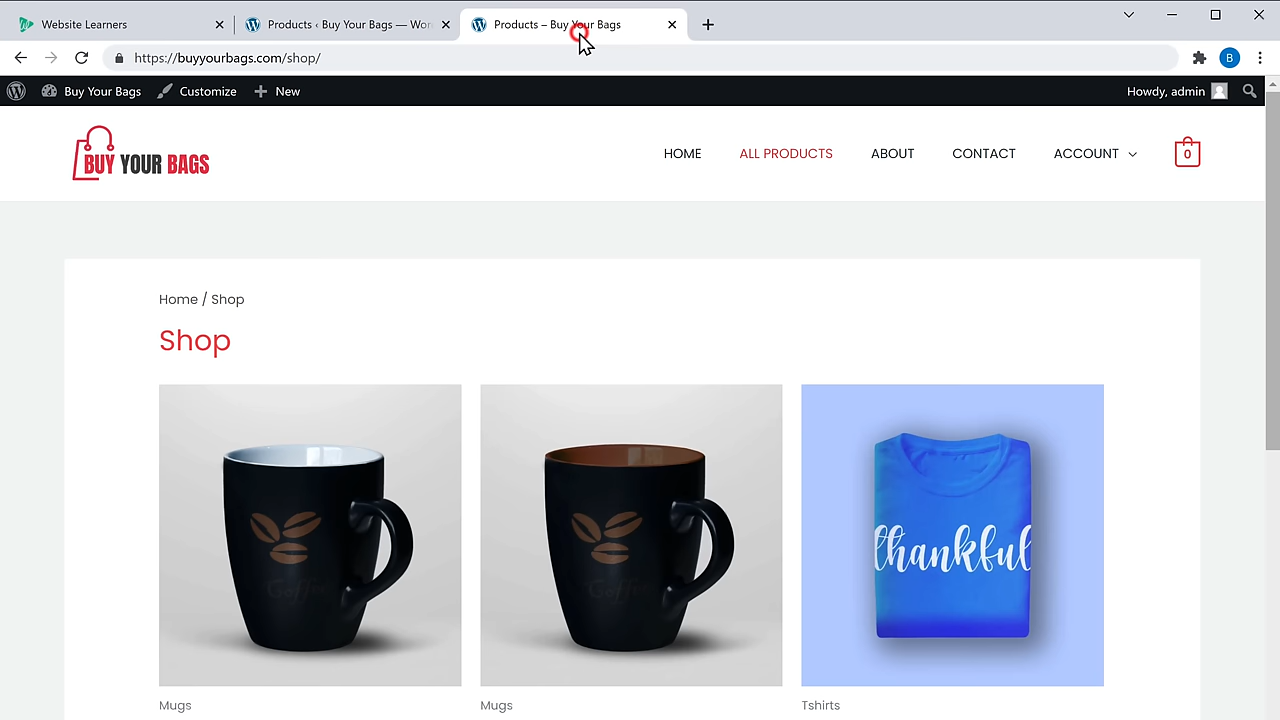 Website Learners
Products ‹ Buy Your Bags — Wor
Products – Buy Your Bags
https://buyyourbags.com/shop/
B
Buy Your Bags
Customize
New
Howdy, admin
BUY YOUR BAGS
HOME
ALL PRODUCTS
ABOUT
CONTACT
ACCOUNT
0
Home / Shop
Shop
thankful
Mugs
Mugs
Tshirts